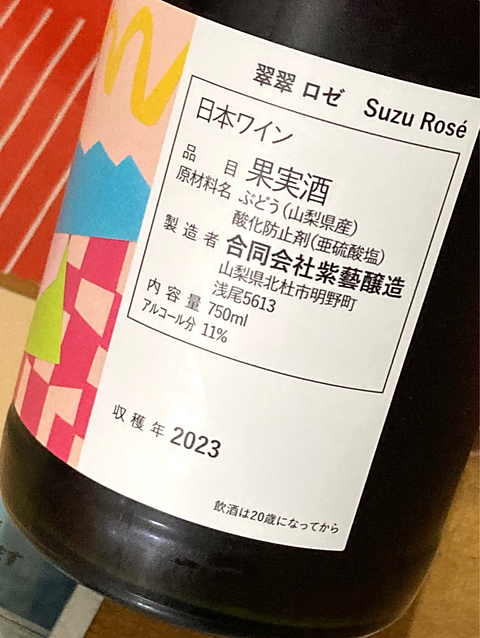 翠翠 ロゼ Suzu Rosé
日本ワイン
品目 果実酒
原材料名 ぶどう(山梨県産)
酸化防止剤(亜硫酸塩)
製造者 合同会社紫藝醸造
山梨県北杜市明野町
浅尾5613
内容量 750ml
アルコール分 11%
収穫年 2023
飲酒は20歳になってから